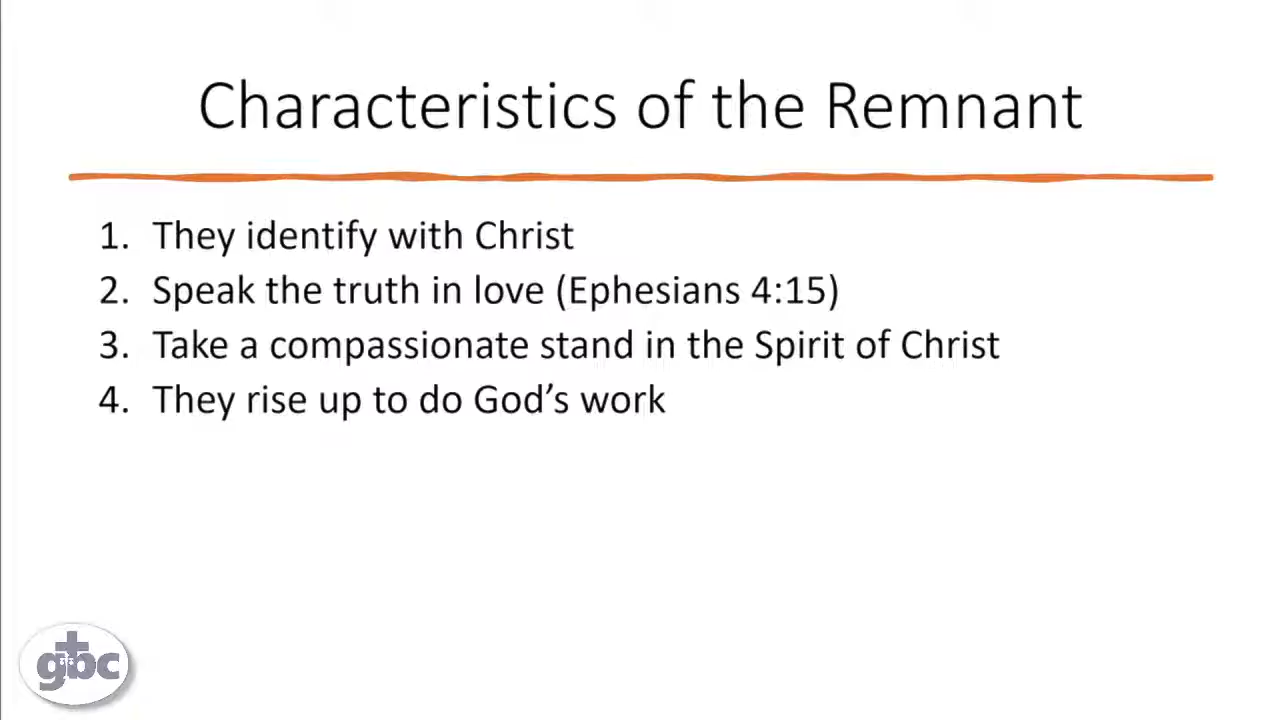 Characteristics of the Remnant
1. They identify with Christ
2. Speak the truth in love (Ephesians 4:15)
3. Take a compassionate stand in the Spirit of Christ
4. They rise up to do God’s work
gbc